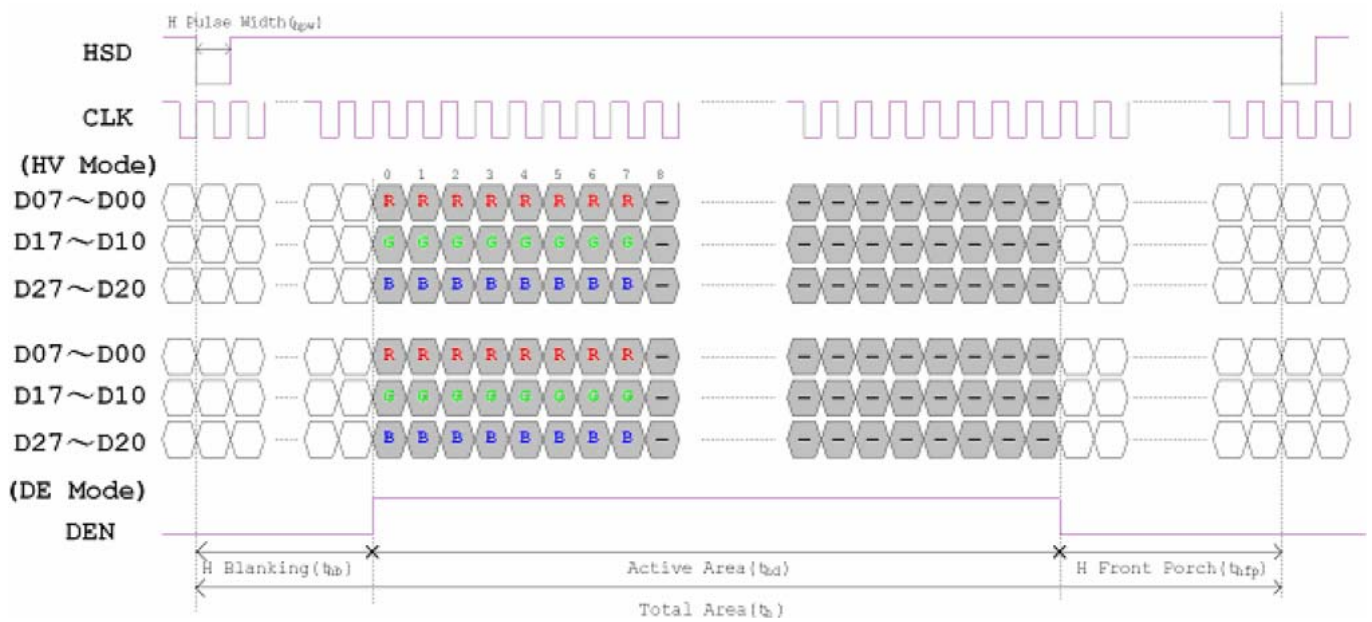 H Pulse Width(thpw)
HSD
CLK
(HV Mode)
0 1 2 3 4 5 6 7 8
D07~D00 R R R R R R R R — — — — — — — — —
D17~D10 G G G G G G G G — — — — — — — — —
D27~D20 B B B B B B B B — — — — — — — — —
D07~D00 R R R R R R R R — — — — — — — — —
D17~D10 G G G G G G G G — — — — — — — — —
D27~D20 B B B B B B B B — — — — — — — — —
(DE Mode)
DEN
H Blanking(thb) Active Area(thd) H Front Porch(thfp)
Total Area(th)